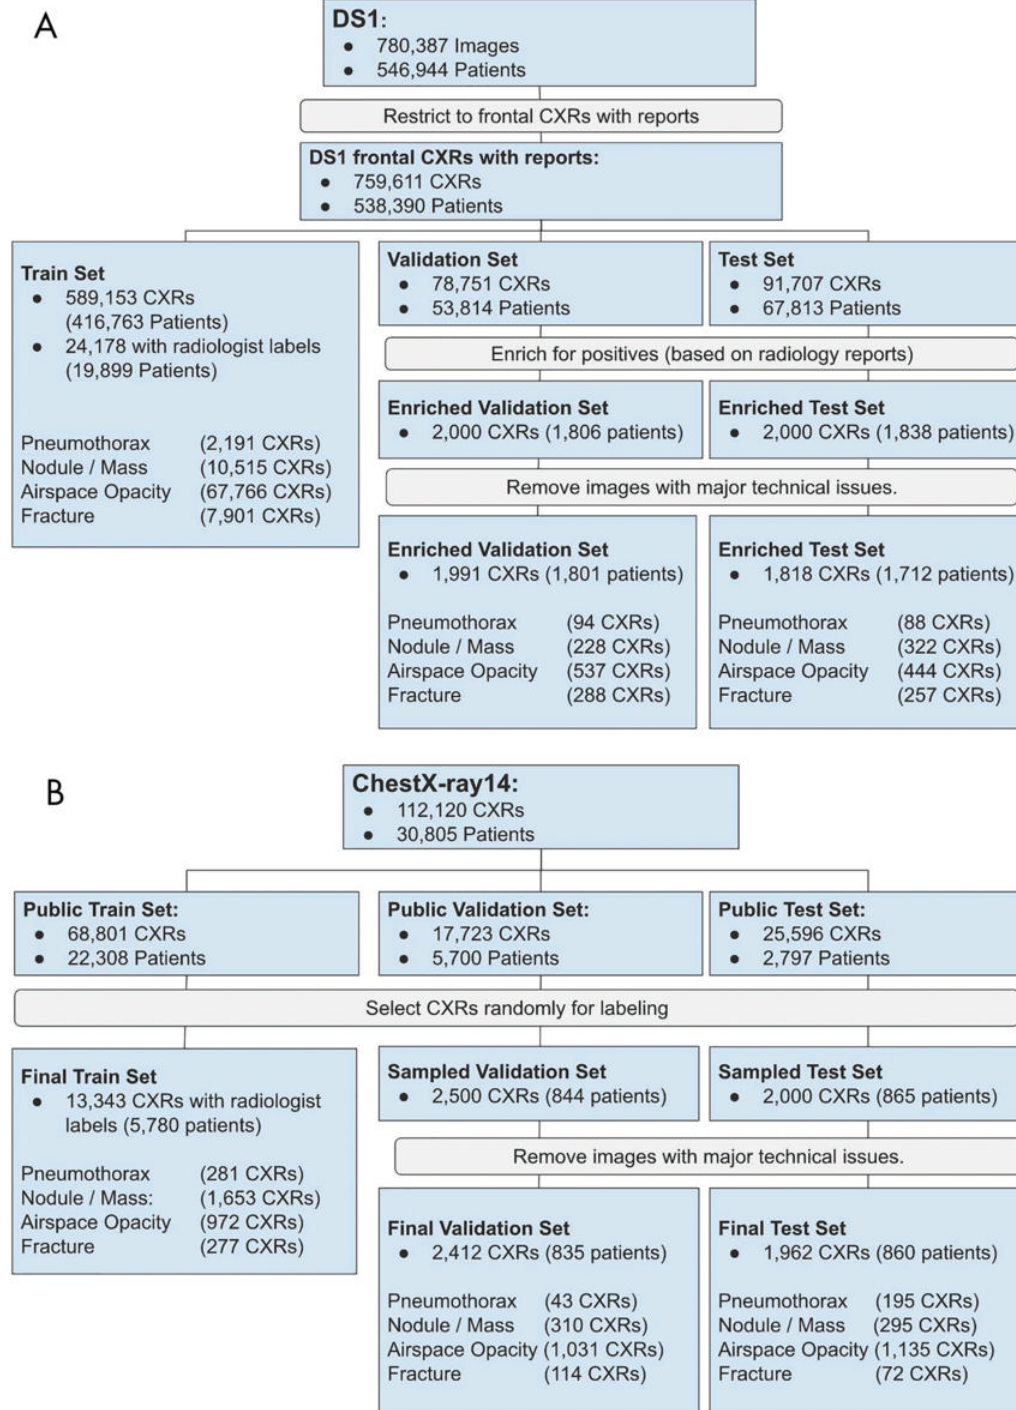 A
DS1:
● 780,387 Images
● 546,944 Patients
Restrict to frontal CXRs with reports
DS1 frontal CXRs with reports:
● 759,611 CXRs
● 538,390 Patients
Train Set
● 589,153 CXRs
(416,763 Patients)
● 24,178 with radiologist labels
(19,899 Patients)
Pneumothorax (2,191 CXRs)
Nodule / Mass (10,515 CXRs)
Airspace Opacity (67,766 CXRs)
Fracture (7,901 CXRs)
Validation Set
● 78,751 CXRs
● 53,814 Patients
Test Set
● 91,707 CXRs
● 67,813 Patients
Enrich for positives (based on radiology reports)
Enriched Validation Set
● 2,000 CXRs (1,806 patients)
Enriched Test Set
● 2,000 CXRs (1,838 patients)
Remove images with major technical issues.
Enriched Validation Set
● 1,991 CXRs (1,801 patients)
Pneumothorax (94 CXRs)
Nodule / Mass (228 CXRs)
Airspace Opacity (537 CXRs)
Fracture (288 CXRs)
Enriched Test Set
● 1,818 CXRs (1,712 patients)
Pneumothorax (88 CXRs)
Nodule / Mass (322 CXRs)
Airspace Opacity (444 CXRs)
Fracture (257 CXRs)
B
ChestX-ray14:
● 112,120 CXRs
● 30,805 Patients
Public Train Set:
● 68,801 CXRs
● 22,308 Patients
Public Validation Set:
● 17,723 CXRs
● 5,700 Patients
Public Test Set:
● 25,596 CXRs
● 2,797 Patients
Select CXRs randomly for labeling
Final Train Set
● 13,343 CXRs with radiologist
labels (5,780 patients)
Pneumothorax (281 CXRs)
Nodule / Mass: (1,653 CXRs)
Airspace Opacity (972 CXRs)
Fracture (277 CXRs)
Sampled Validation Set
● 2,500 CXRs (844 patients)
Sampled Test Set
● 2,000 CXRs (865 patients)
Remove images with major technical issues.
Final Validation Set
● 2,412 CXRs (835 patients)
Pneumothorax (43 CXRs)
Nodule / Mass (310 CXRs)
Airspace Opacity (1,031 CXRs)
Fracture (114 CXRs)
Final Test Set
● 1,962 CXRs (860 patients)
Pneumothorax (195 CXRs)
Nodule / Mass (295 CXRs)
Airspace Opacity (1,135 CXRs)
Fracture (72 CXRs)